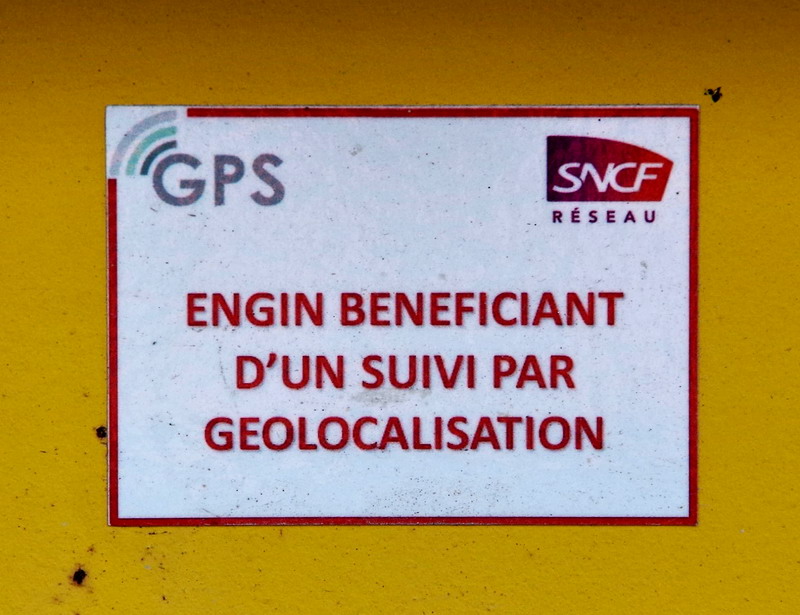 GPS
SNCF
RÉSEAU
ENGIN BENEFICIANT
D'UN SUIVI PAR
GEOLOCALISATION